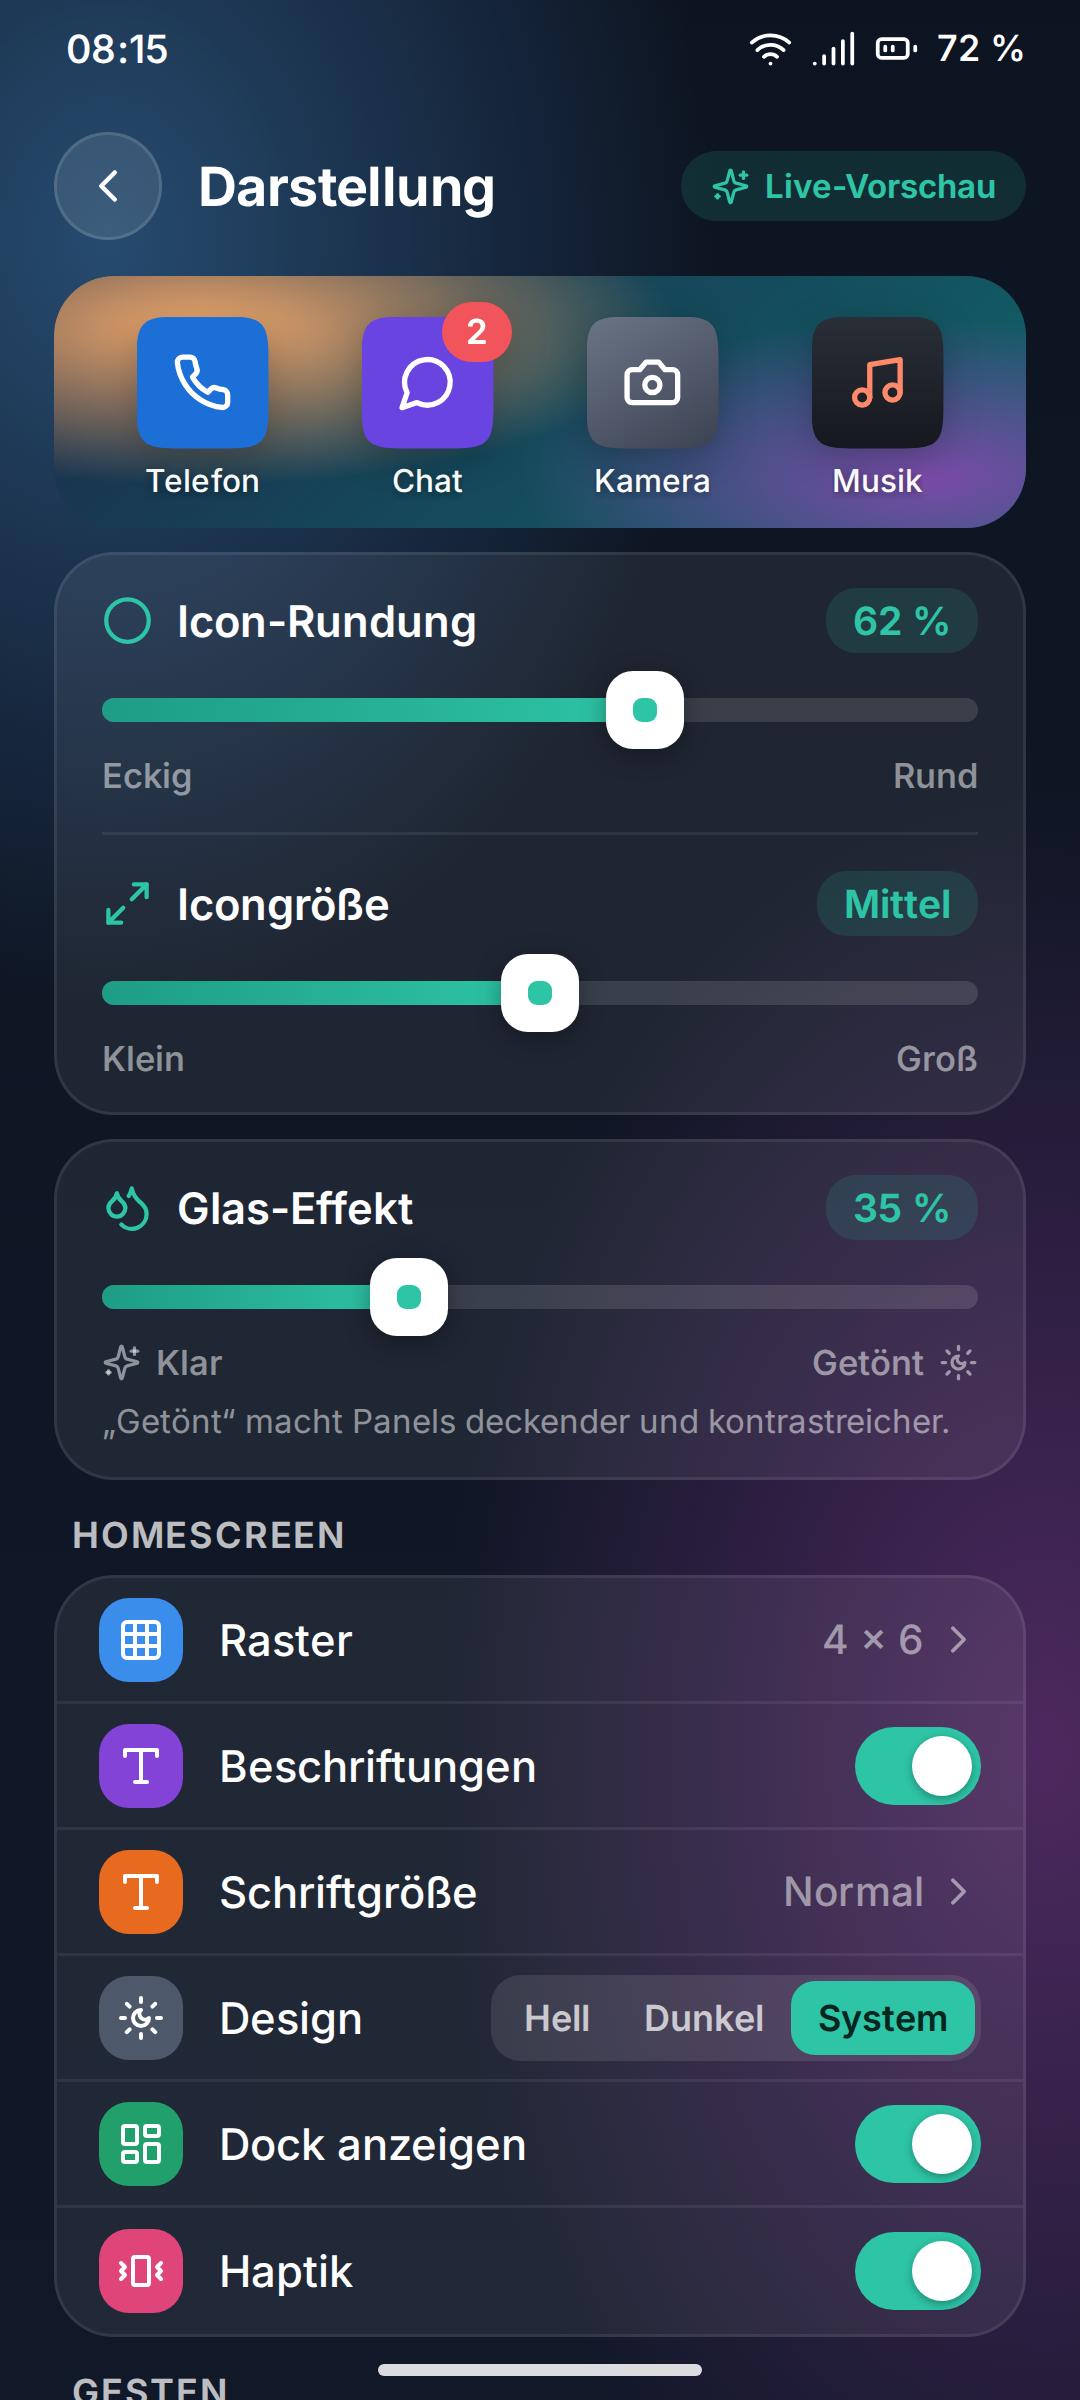 08:15
72 %
Darstellung
Live-Vorschau
2
Telefon
Chat
Kamera
Musik
Icon-Rundung
62 %
Eckig
Rund
Icongröße
Mittel
Klein
Groß
Glas-Effekt
35 %
Klar
Getönt
„Getönt“ macht Panels deckender und kontrastreicher.
HOMESCREEN
Raster
4 × 6
Beschriftungen
Schriftgröße
Normal
Design
Hell
Dunkel
System
Dock anzeigen
Haptik
GESTEN